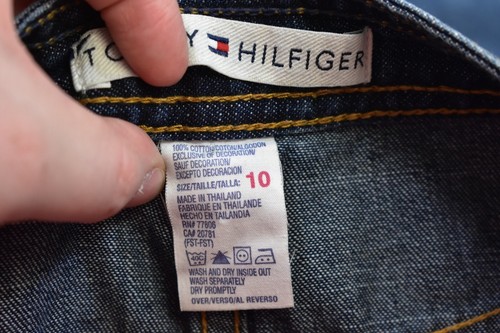 TOMMY HILFIGER
100% COTTON/COTON/ALGODON
EXCLUSIVE OF DECORATION/
SAUF DECORATION/
EXCEPTO DECORACION
SIZE/TAILLE/TALLA: 10
MADE IN THAILAND
FABRIQUE EN THAILANDE
HECHO EN TAILANDIA
RN# 77806
CA# 20781
(FST-FST)
WASH AND DRY INSIDE OUT
WASH SEPARATELY
DRY PROMPTLY
OVER/VERSO/AL REVERSO